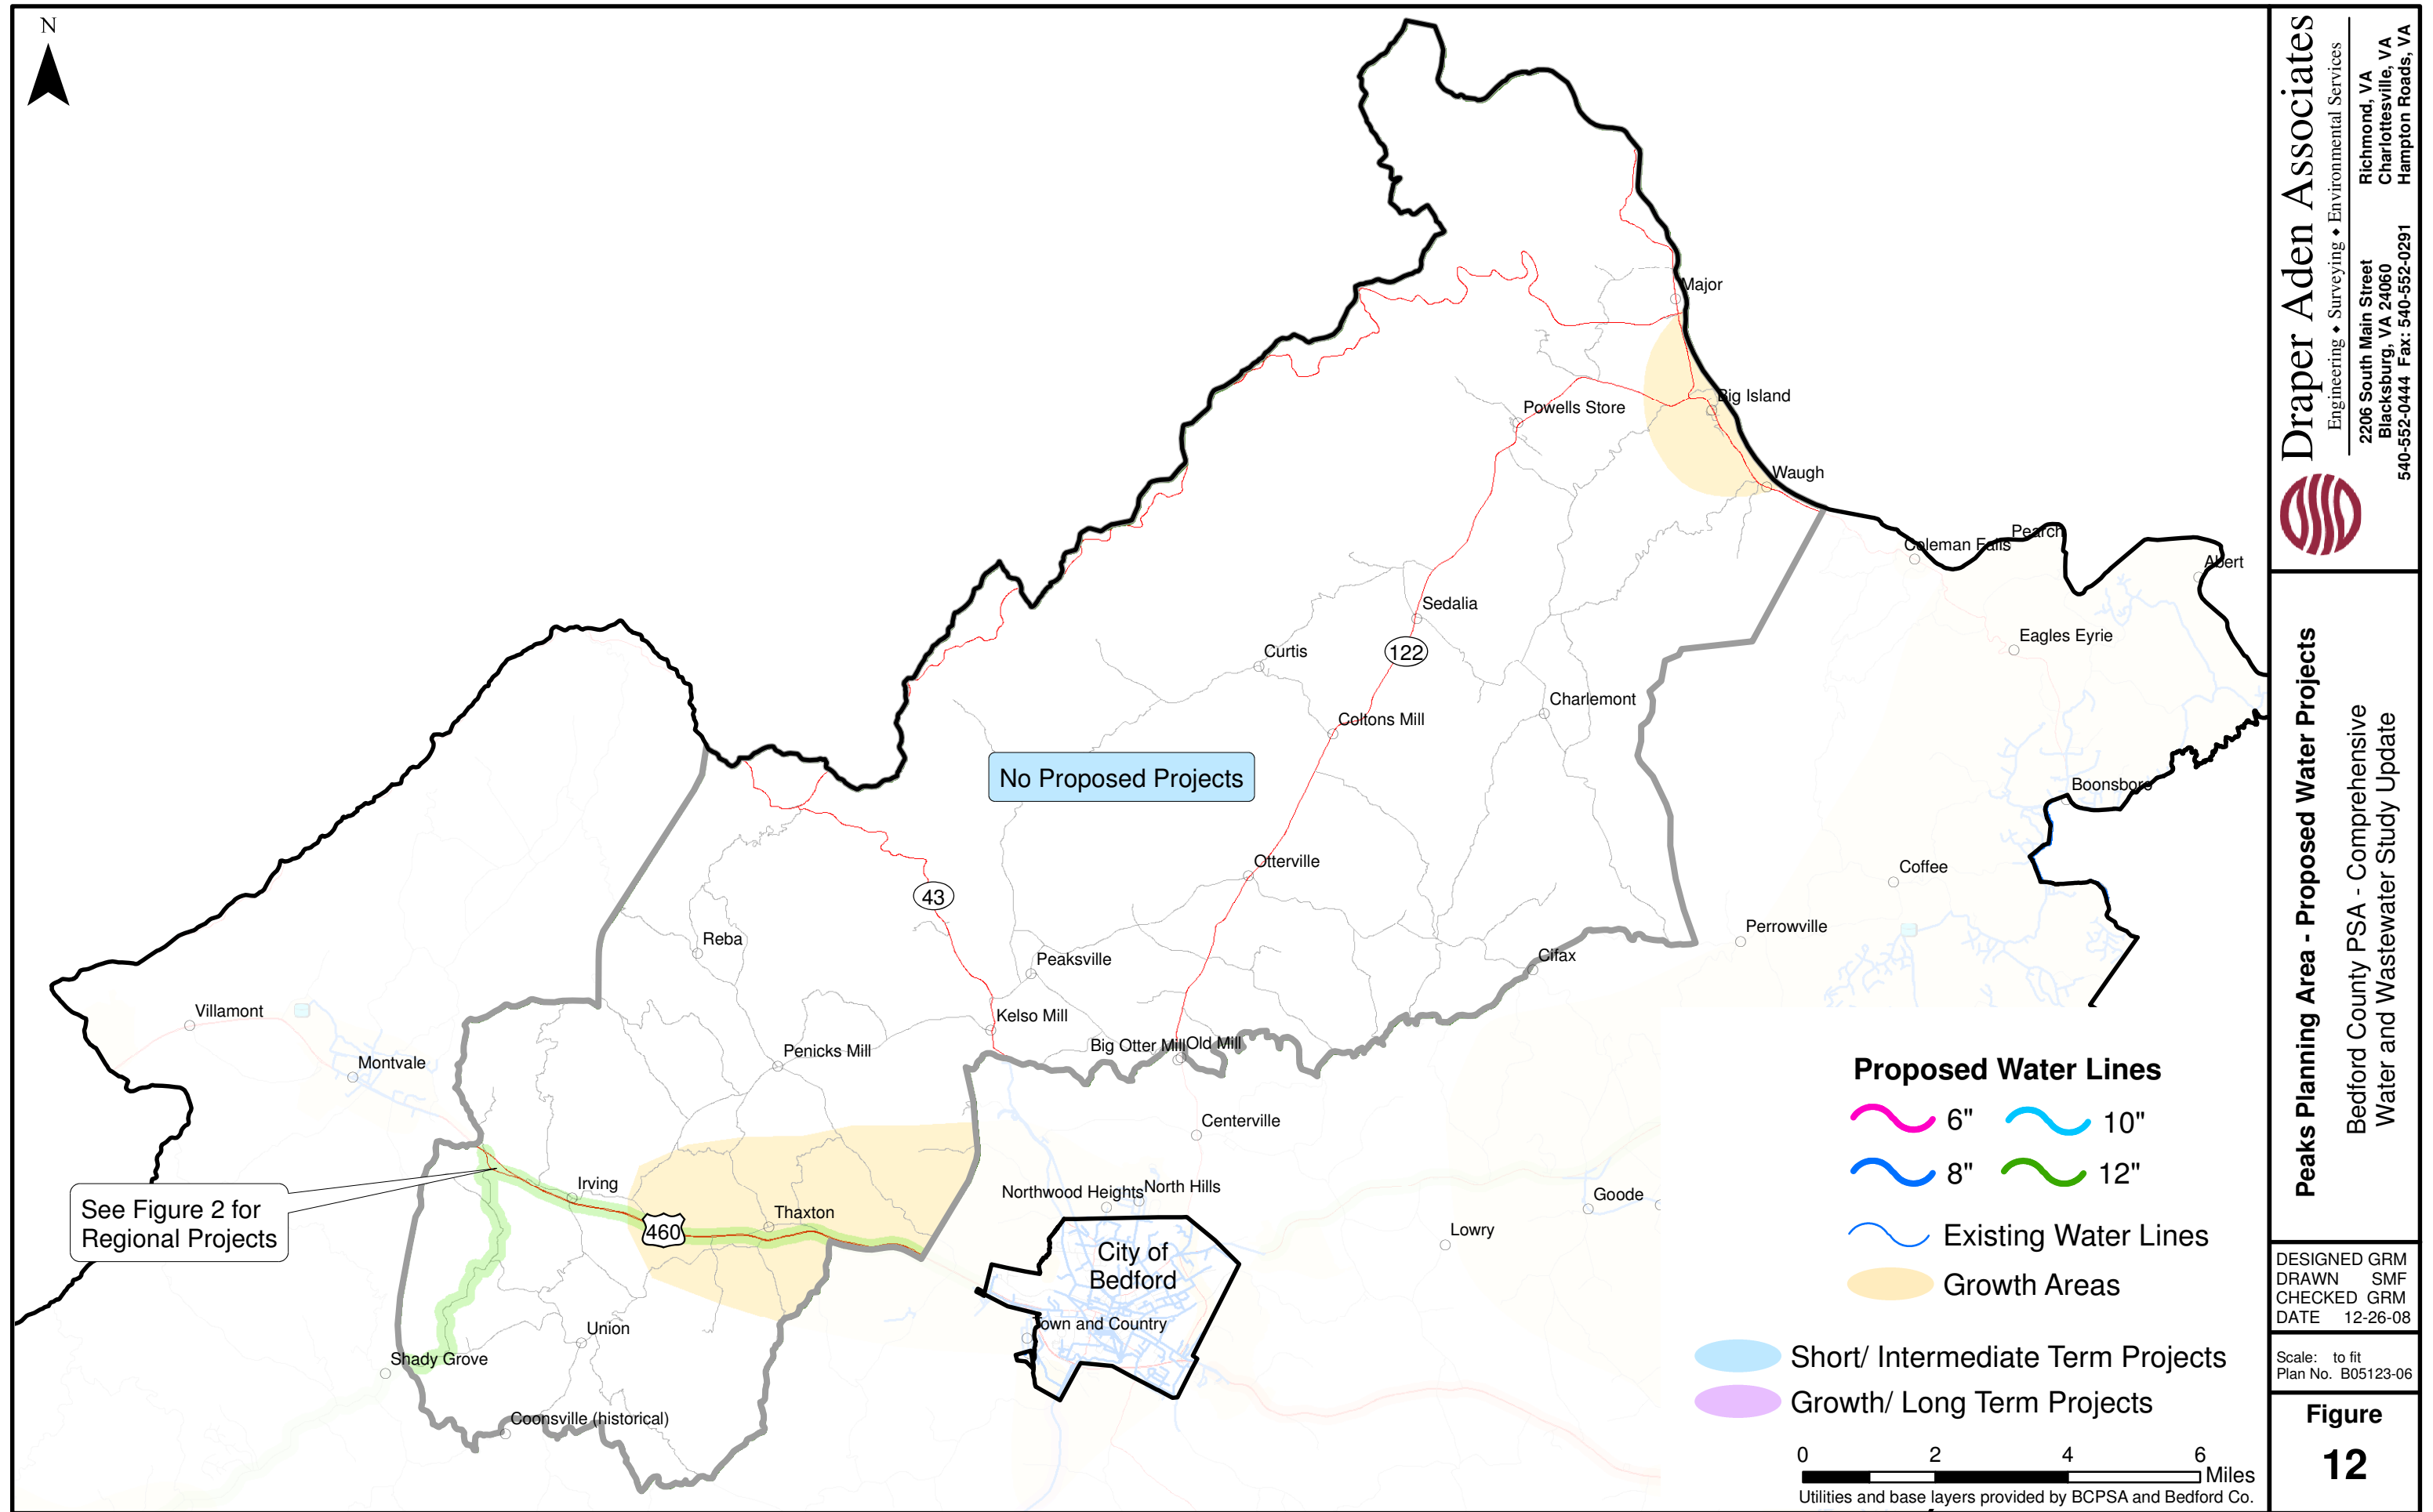 N
Major
Powells Store
Big Island
Waugh
Coleman Falls
Pearch
Abert
Sedalia
Eagles Eyrie
Curtis
122
Charlemont
Coltons Mill
No Proposed Projects
Boonsboro
Otterville
Coffee
43
Reba
Perrowville
Peaksville
Cifax
Villamont
Kelso Mill
Penicks Mill
Big Otter Mill
Old Mill
Montvale
Centerville
See Figure 2 for
Regional Projects
Irving
Northwood Heights
North Hills
Goode
Thaxton
460
Lowry
City of
Bedford
Town and Country
Union
Shady Grove
Coonsville (historical)
Proposed Water Lines
6"
10"
8"
12"
Existing Water Lines
Growth Areas
Short/ Intermediate Term Projects
Growth/ Long Term Projects
0 2 4 6
Miles
Utilities and base layers provided by BCPSA and Bedford Co.
Draper Aden Associates
Engineering ♦ Surveying ♦ Environmental Services
2206 South Main Street
Blacksburg, VA 24060
540-552-0444 Fax: 540-552-0291
Richmond, VA
Charlottesville, VA
Hampton Roads, VA
Peaks Planning Area - Proposed Water Projects
Bedford County PSA - Comprehensive
Water and Wastewater Study Update
DESIGNED GRM
DRAWN SMF
CHECKED GRM
DATE 12-26-08
Scale: to fit
Plan No. B05123-06
Figure
12